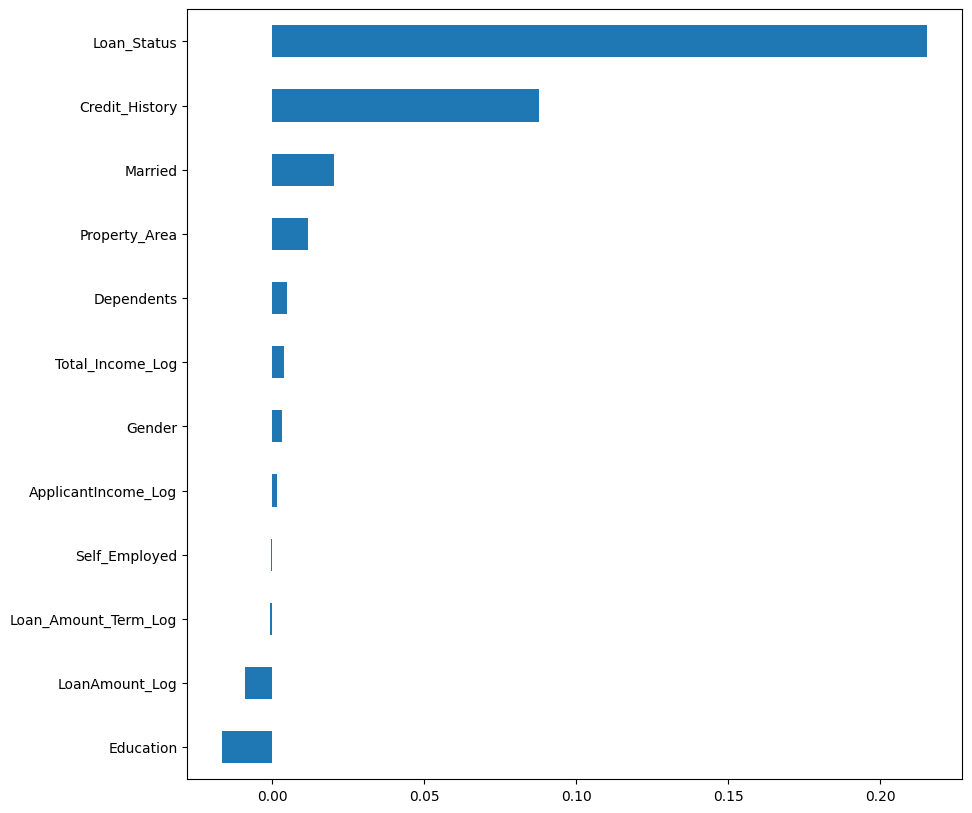 Loan_Status
Credit_History
Married
Property_Area
Dependents
Total_Income_Log
Gender
ApplicantIncome_Log
Self_Employed
Loan_Amount_Term_Log
LoanAmount_Log
Education
0.00 0.05 0.10 0.15 0.20